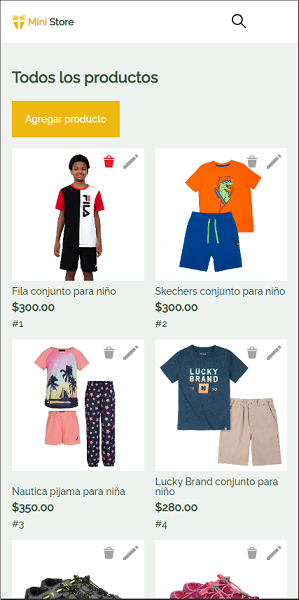 Mini Store
Todos los productos
Agregar producto
FILA
Fila conjunto para niño
$300.00
#1
Skechers conjunto para niño
$300.00
#2
Nautica pijama para niña
$350.00
#3
LUCKY
BRAND
Lucky Brand conjunto para
niño
$280.00
#4